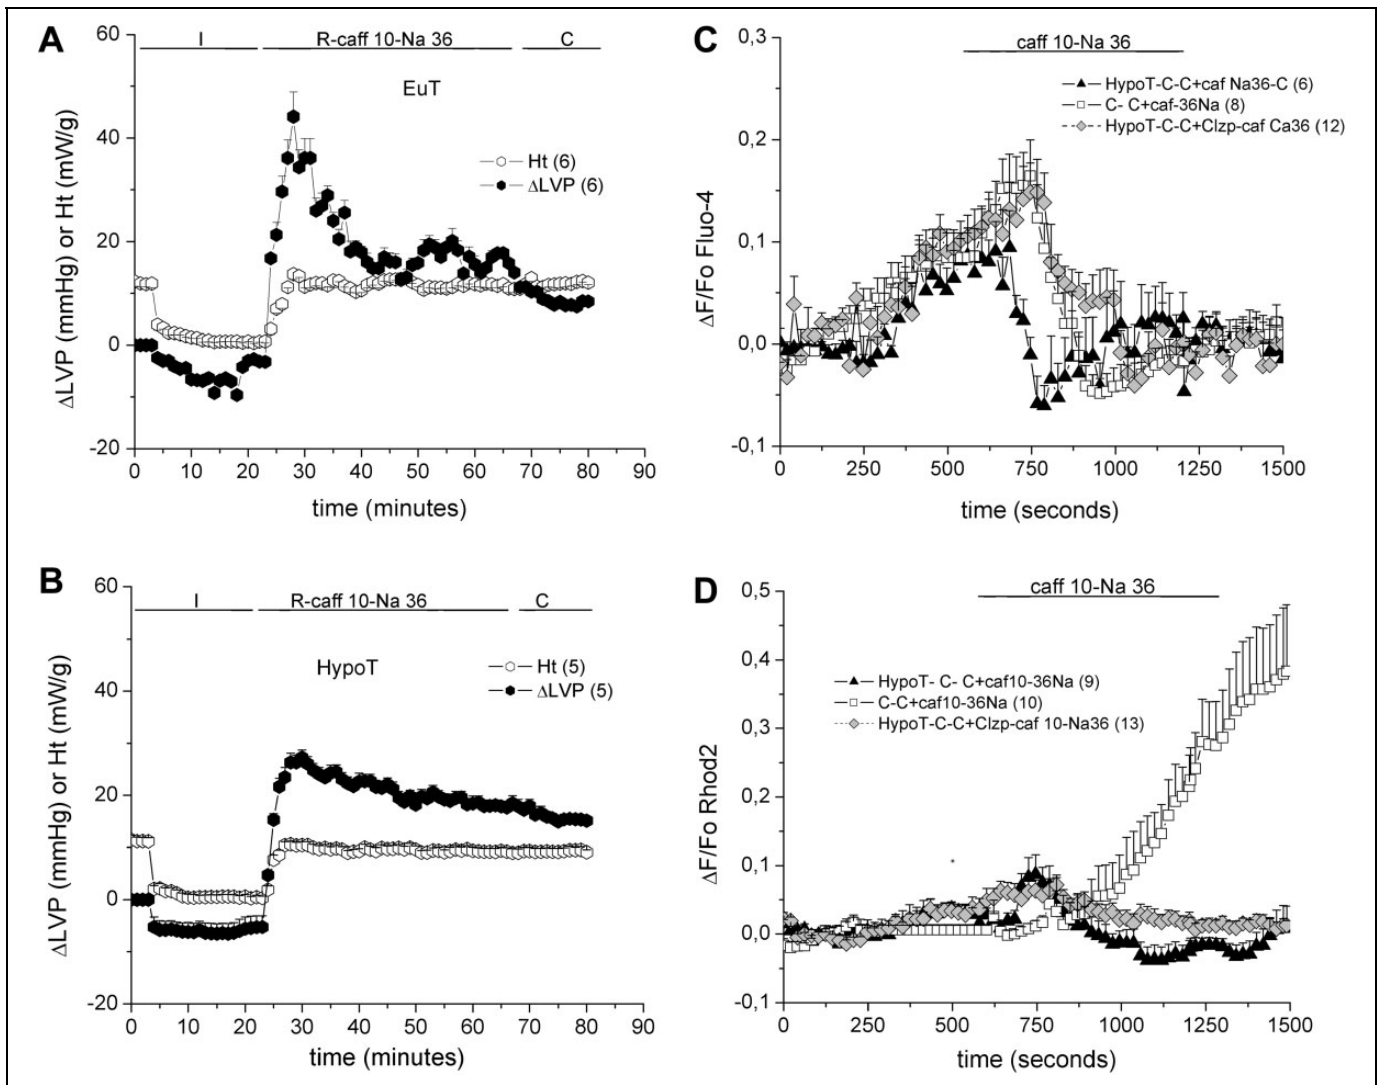 A
60
40
20
0
-20
I
R-caff 10-Na 36
C
EuT
Ht (6)
ΔLVP (6)
ΔLVP (mmHg) or Ht (mW/g)
0 10 20 30 40 50 60 70 80 90
time (minutes)
B
60
40
20
0
-20
I
R-caff 10-Na 36
C
HypoT
Ht (5)
ΔLVP (5)
ΔLVP (mmHg) or Ht (mW/g)
0 10 20 30 40 50 60 70 80 90
time (minutes)
C
0,3
0,2
0,1
0,0
-0,1
caff 10-Na 36
HypoT-C-C+caf Na36-C (6)
C- C+caf-36Na (8)
HypoT-C-C+Clzp-caf Ca36 (12)
ΔF/Fo Fluo-4
0 250 500 750 1000 1250 1500
time (seconds)
D
0,5
0,4
0,3
0,2
0,1
0,0
-0,1
caff 10-Na 36
HypoT- C- C+caf10-36Na (9)
C-C+caf10-36Na (10)
HypoT-C-C+Clzp-caf 10-Na36 (13)
ΔF/Fo Rhod2
0 250 500 750 1000 1250 1500
time (seconds)